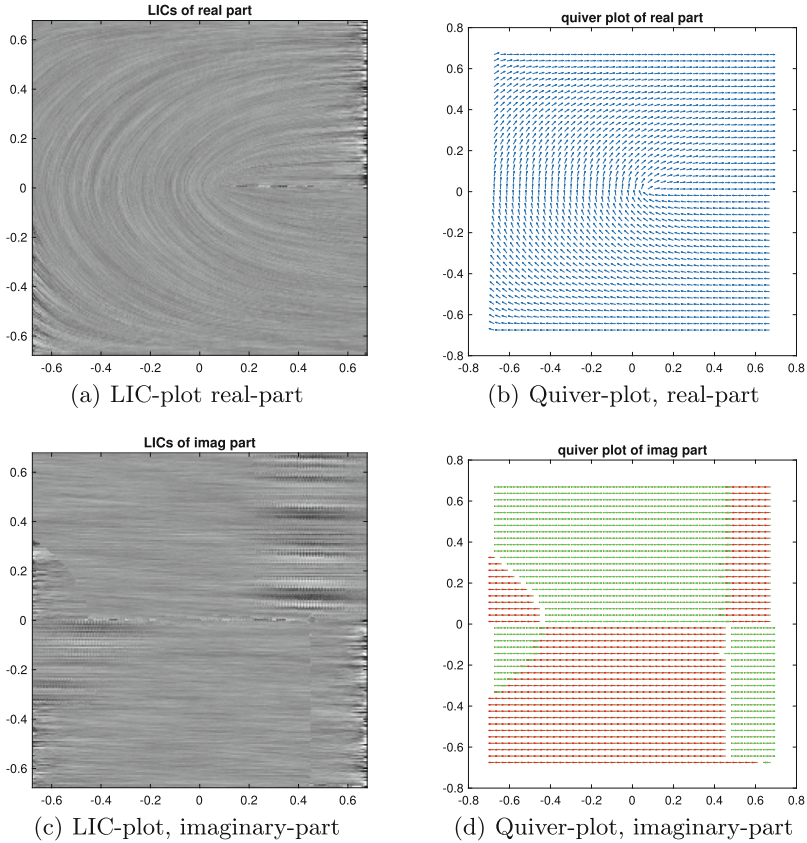 LICs of real part
0.6
0.4
0.2
0
-0.2
-0.4
-0.6
-0.6 -0.4 -0.2 0 0.2 0.4 0.6
(a) LIC-plot real-part
quiver plot of real part
0.8
0.6
0.4
0.2
0
-0.2
-0.4
-0.6
-0.8
-0.8 -0.6 -0.4 -0.2 0 0.2 0.4 0.6 0.8
(b) Quiver-plot, real-part
LICs of imag part
0.6
0.4
0.2
0
-0.2
-0.4
-0.6
-0.6 -0.4 -0.2 0 0.2 0.4 0.6
(c) LIC-plot, imaginary-part
quiver plot of imag part
0.8
0.6
0.4
0.2
0
-0.2
-0.4
-0.6
-0.8
-0.8 -0.6 -0.4 -0.2 0 0.2 0.4 0.6 0.8
(d) Quiver-plot, imaginary-part